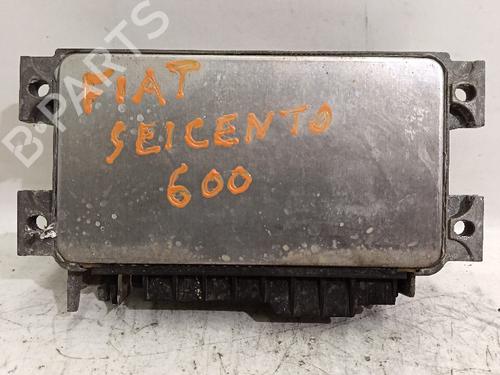 FIAT
SEICENTO
600
B-PARTS